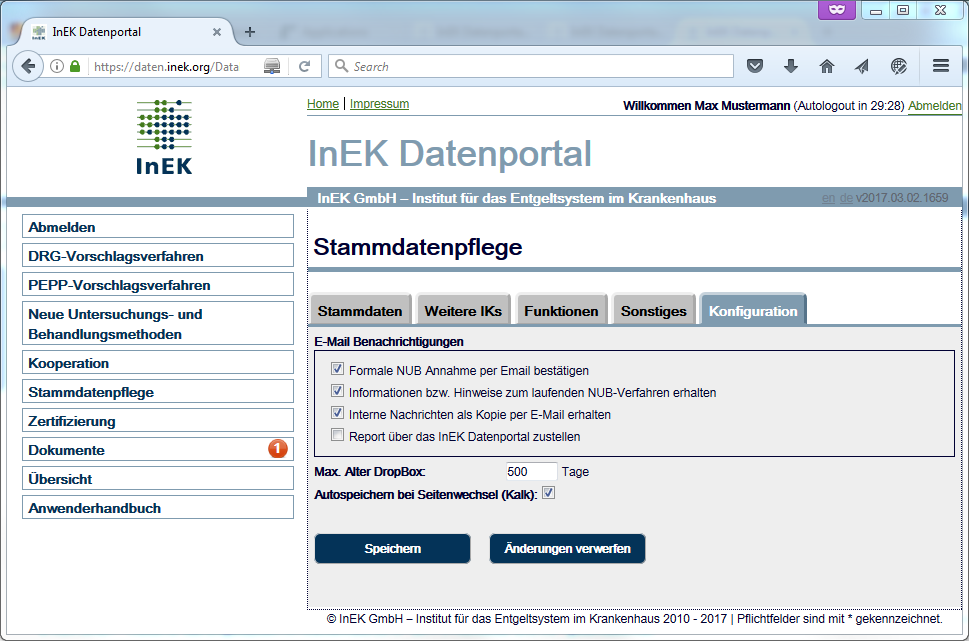 InEK Datenportal
https://daten.inek.org/Data
Search
Home | Impressum
Willkommen Max Mustermann (Autologout in 29:28) Abmelden
InEK
InEK Datenportal
InEK GmbH – Institut für das Entgeltsystem im Krankenhaus
en de v2017.03.02.1659
Abmelden
DRG-Vorschlagsverfahren
PEPP-Vorschlagsverfahren
Neue Untersuchungs- und
Behandlungsmethoden
Kooperation
Stammdatenpflege
Zertifizierung
Dokumente 1
Übersicht
Anwenderhandbuch
Stammdatenpflege
Stammdaten Weitere IKs Funktionen Sonstiges Konfiguration
E-Mail Benachrichtigungen
Formale NUB Annahme per Email bestätigen
Informationen bzw. Hinweise zum laufenden NUB-Verfahren erhalten
Interne Nachrichten als Kopie per E-Mail erhalten
Report über das InEK Datenportal zustellen
Max. Alter DropBox: 500 Tage
Autospeichern bei Seitenwechsel (Kalk):
Speichern Änderungen verwerfen
© InEK GmbH – Institut für das Entgeltsystem im Krankenhaus 2010 - 2017 | Pflichtfelder sind mit * gekennzeichnet.